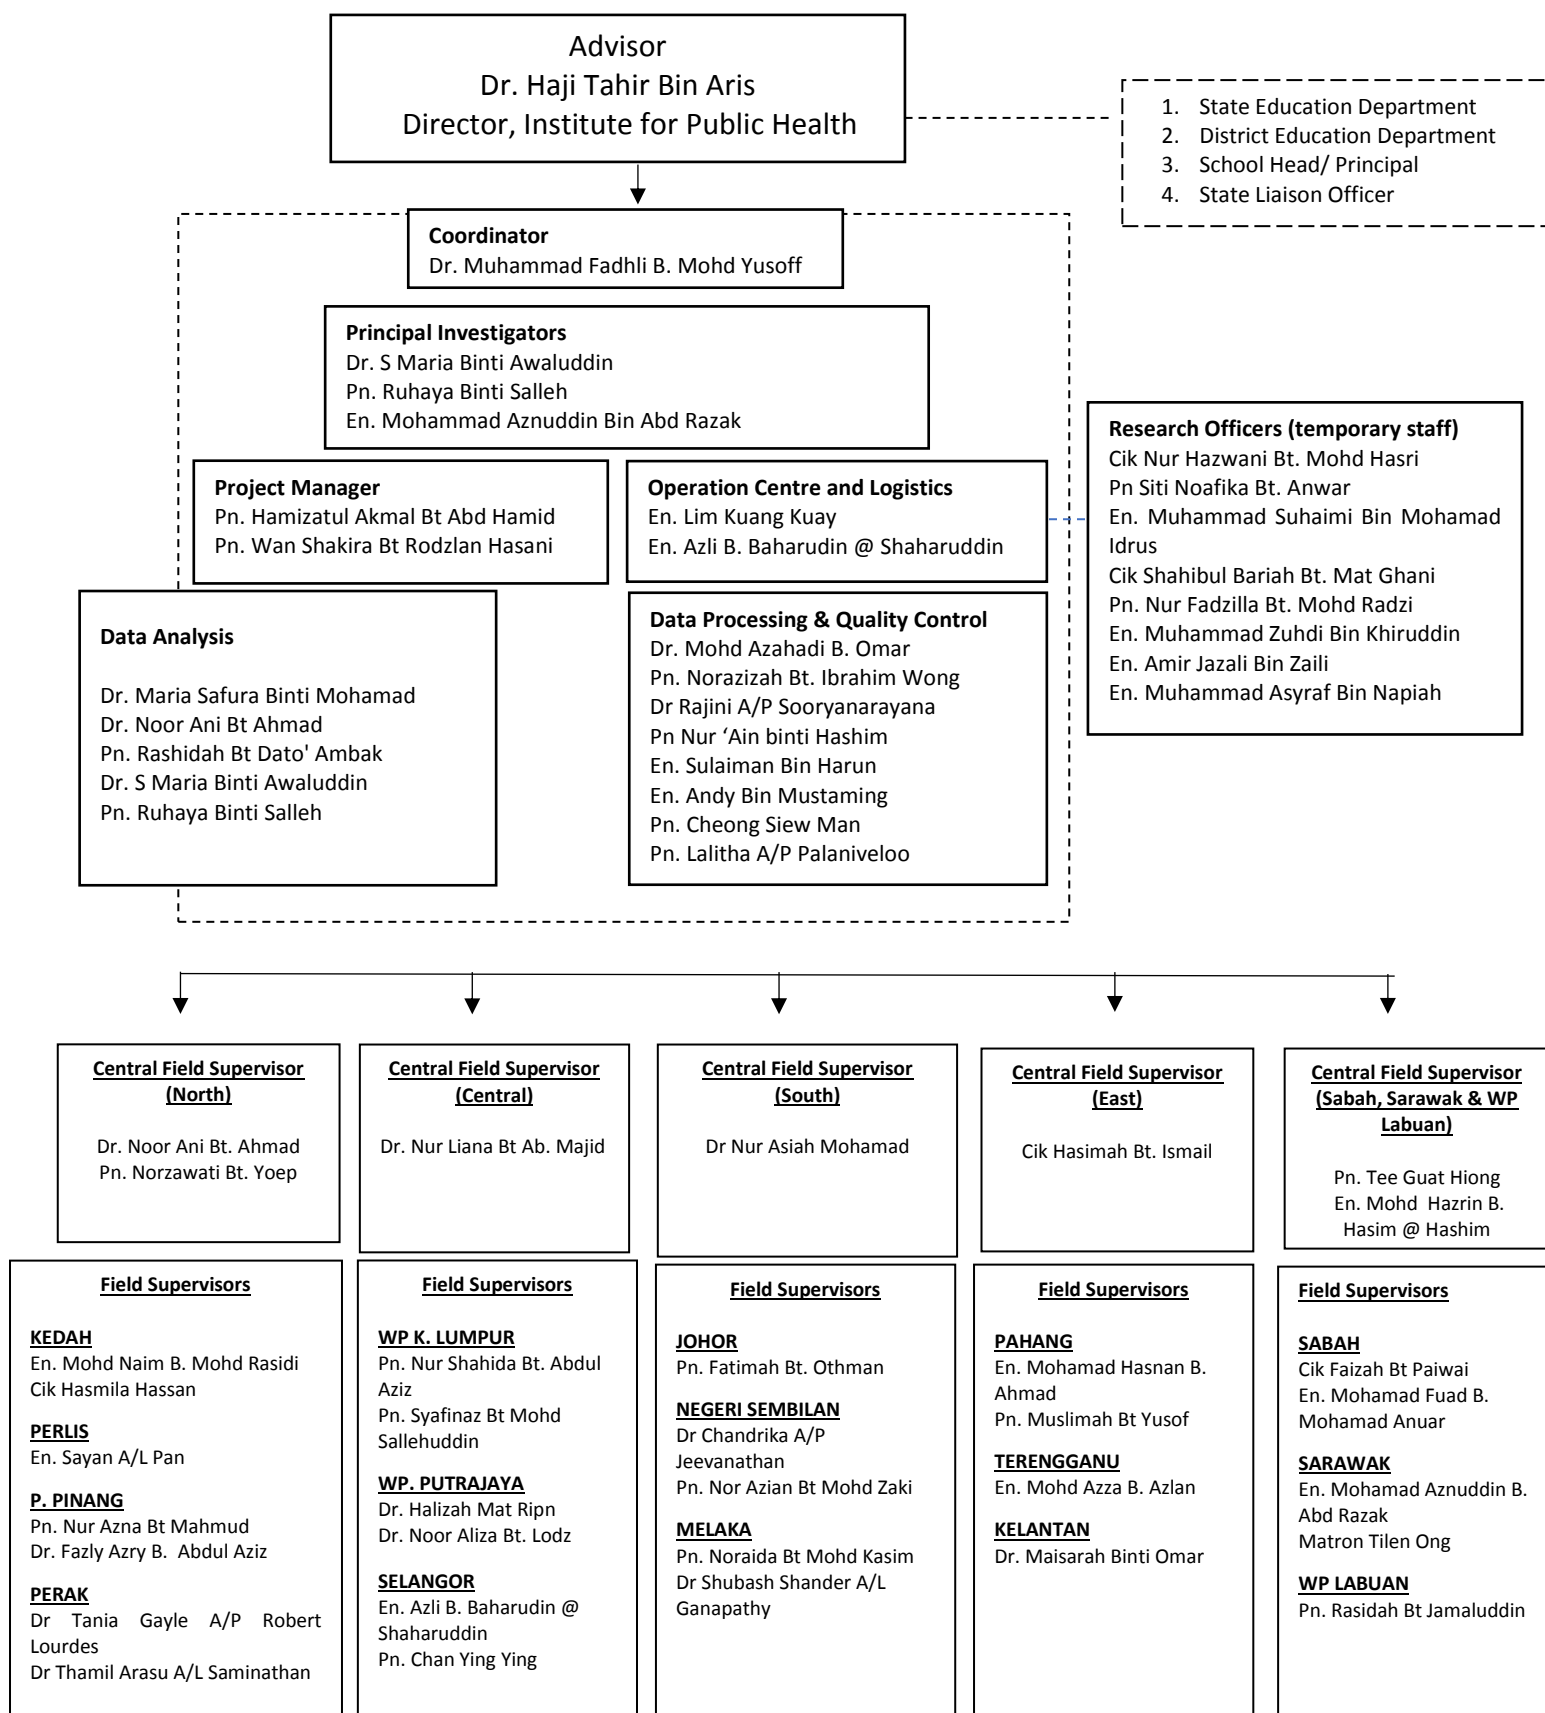 Advisor
Dr. Haji Tahir Bin Aris
Director, Institute for Public Health
1. State Education Department
2. District Education Department
3. School Head/ Principal
4. State Liaison Officer
Coordinator
Dr. Muhammad Fadhli B. Mohd Yusoff
Principal Investigators
Dr. S Maria Binti Awaluddin
Pn. Ruhaya Binti Salleh
En. Mohammad Aznuddin Bin Abd Razak
Project Manager
Pn. Hamizatul Akmal Bt Abd Hamid
Pn. Wan Shakira Bt Rodzlan Hasani
Operation Centre and Logistics
En. Lim Kuang Kuay
En. Azli B. Baharudin @ Shaharuddin
Research Officers (temporary staff)
Cik Nur Hazwani Bt. Mohd Hasri
Pn Siti Noafika Bt. Anwar
En. Muhammad Suhaimi Bin Mohamad
Idrus
Cik Shahibul Bariah Bt. Mat Ghani
Pn. Nur Fadzilla Bt. Mohd Radzi
En. Muhammad Zuhdi Bin Khiruddin
En. Amir Jazali Bin Zaili
En. Muhammad Asyraf Bin Napiah
Data Analysis
Dr. Maria Safura Binti Mohamad
Dr. Noor Ani Bt Ahmad
Pn. Rashidah Bt Dato' Ambak
Dr. S Maria Binti Awaluddin
Pn. Ruhaya Binti Salleh
Data Processing & Quality Control
Dr. Mohd Azahadi B. Omar
Pn. Norazizah Bt. Ibrahim Wong
Dr Rajini A/P Sooryanarayana
Pn Nur ‘Ain binti Hashim
En. Sulaiman Bin Harun
En. Andy Bin Mustaming
Pn. Cheong Siew Man
Pn. Lalitha A/P Palaniveloo
Central Field Supervisor
(North)
Dr. Noor Ani Bt. Ahmad
Pn. Norzawati Bt. Yoep
Central Field Supervisor
(Central)
Dr. Nur Liana Bt Ab. Majid
Central Field Supervisor
(South)
Dr Nur Asiah Mohamad
Central Field Supervisor
(East)
Cik Hasimah Bt. Ismail
Central Field Supervisor
(Sabah, Sarawak & WP
Labuan)
Pn. Tee Guat Hiong
En. Mohd Hazrin B.
Hasim @ Hashim
Field Supervisors
KEDAH
En. Mohd Naim B. Mohd Rasidi
Cik Hasmila Hassan
PERLIS
En. Sayan A/L Pan
P. PINANG
Pn. Nur Azna Bt Mahmud
Dr. Fazly Azry B. Abdul Aziz
PERAK
Dr Tania Gayle A/P Robert
Lourdes
Dr Thamil Arasu A/L Saminathan
Field Supervisors
WP K. LUMPUR
Pn. Nur Shahida Bt. Abdul
Aziz
Pn. Syafinaz Bt Mohd
Sallehuddin
WP. PUTRAJAYA
Dr. Halizah Mat Ripn
Dr. Noor Aliza Bt. Lodz
SELANGOR
En. Azli B. Baharudin @
Shaharuddin
Pn. Chan Ying Ying
Field Supervisors
JOHOR
Pn. Fatimah Bt. Othman
NEGERI SEMBILAN
Dr Chandrika A/P
Jeevanathan
Pn. Nor Azian Bt Mohd Zaki
MELAKA
Pn. Noraida Bt Mohd Kasim
Dr Shubash Shander A/L
Ganapathy
Field Supervisors
PAHANG
En. Mohamad Hasnan B.
Ahmad
Pn. Muslimah Bt Yusof
TERENGGANU
En. Mohd Azza B. Azlan
KELANTAN
Dr. Maisarah Binti Omar
Field Supervisors
SABAH
Cik Faizah Bt Paiwai
En. Mohamad Fuad B.
Mohamad Anuar
SARAWAK
En. Mohamad Aznuddin B.
Abd Razak
Matron Tilen Ong
WP LABUAN
Pn. Rasidah Bt Jamaluddin